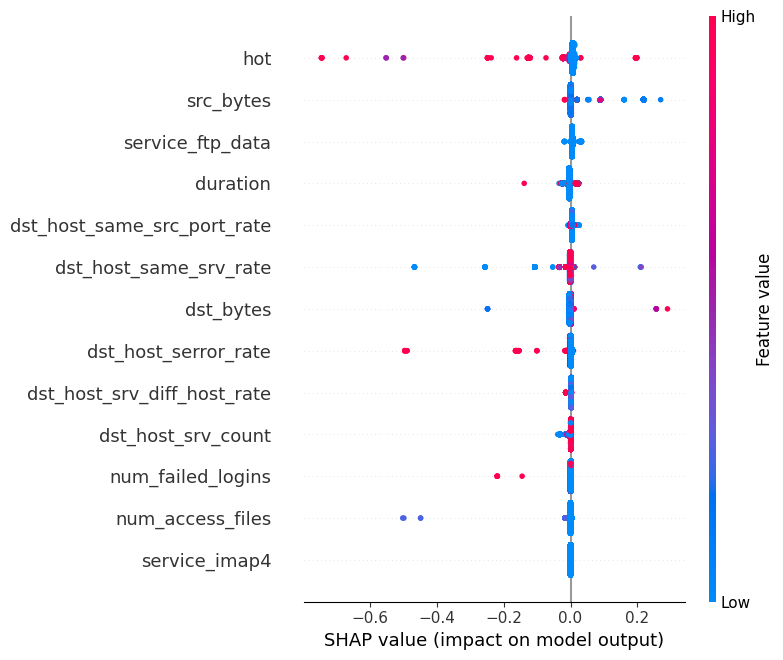 High
hot
src_bytes
service_ftp_data
duration
dst_host_same_src_port_rate
dst_host_same_srv_rate
dst_bytes
dst_host_serror_rate
dst_host_srv_diff_host_rate
dst_host_srv_count
num_failed_logins
num_access_files
service_imap4
Feature value
Low
−0.6 −0.4 −0.2 0.0 0.2
SHAP value (impact on model output)